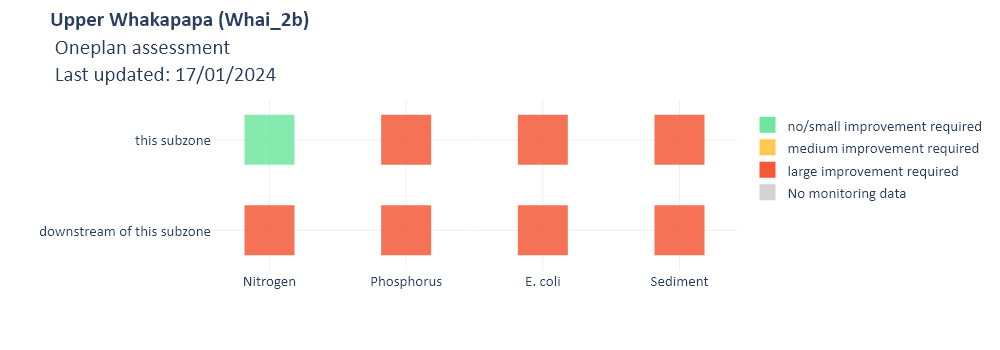 Upper Whakapapa (Whai_2b)
Oneplan assessment
Last updated: 17/01/2024
this subzone
downstream of this subzone
Nitrogen
Phosphorus
E. coli
Sediment
no/small improvement required
medium improvement required
large improvement required
No monitoring data